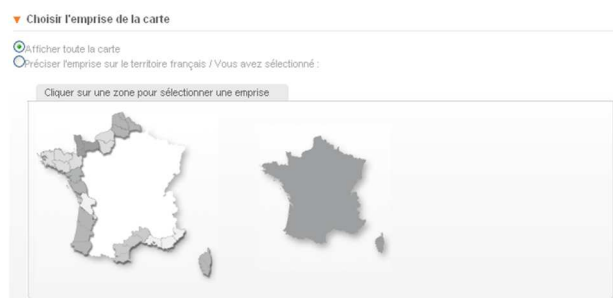 Choisir l'emprise de la carte
Afficher toute la carte
Préciser l'emprise sur le territoire français / Vous avez sélectionné :
Cliquer sur une zone pour sélectionner une emprise